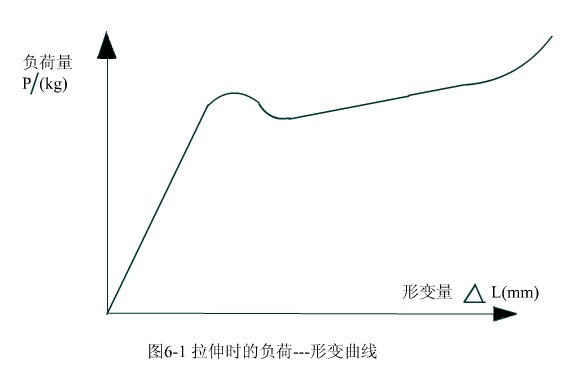 负荷量
P/(kg)
形变量 △ L(mm)
图6-1 拉伸时的负荷---形变曲线